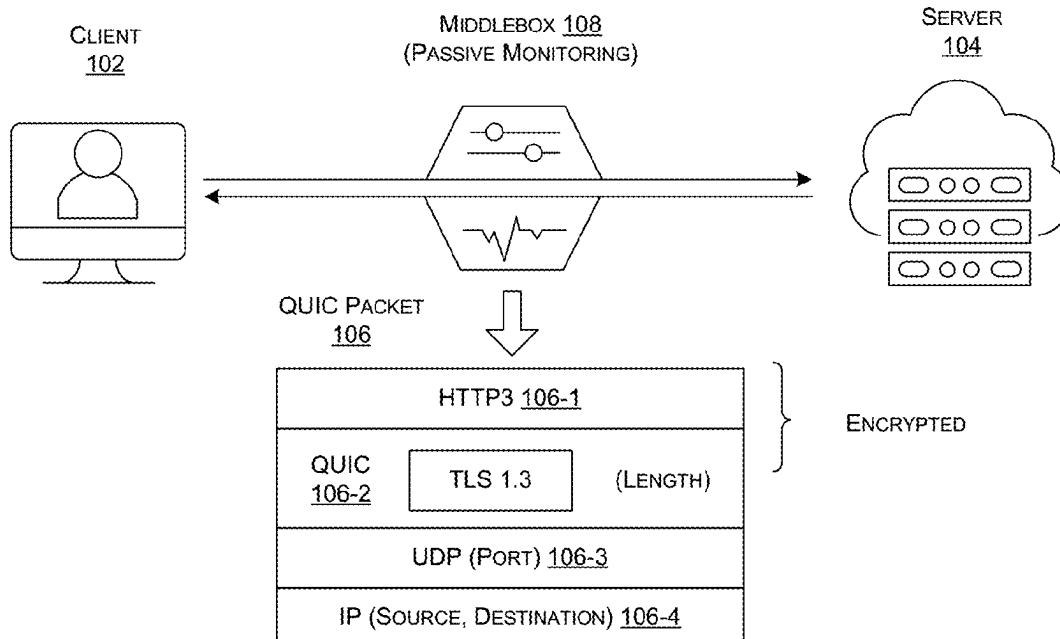 CLIENT
102
MIDDLEBOX 108
(PASSIVE MONITORING)
SERVER
104
QUIC PACKET
106
HTTP3 106-1
ENCRYPTED
QUIC
106-2
TLS 1.3
(LENGTH)
UDP (PORT) 106-3
IP (SOURCE, DESTINATION) 106-4